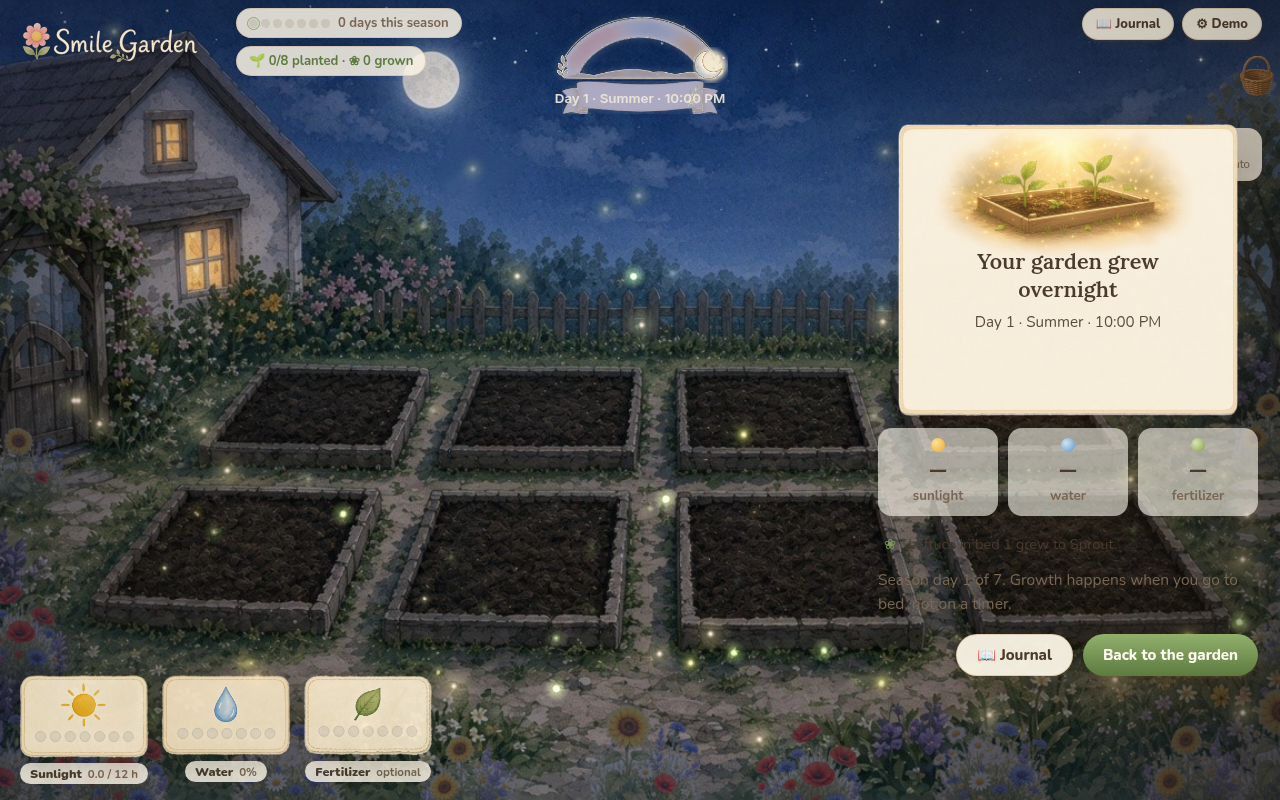 Smile Garden
0 days this season
0/8 planted · 0 grown
Day 1 · Summer · 10:00 PM
Journal
Demo
Your garden grew
overnight
Day 1 · Summer · 10:00 PM
—
sunlight
—
water
—
fertilizer
in bed 1 grew to Sprout
Season day 1 of 7. Growth happens when you go to
bed, not on a timer.
Journal
Back to the garden
Sunlight 0.0 / 12 h
Water 0%
Fertilizer optional